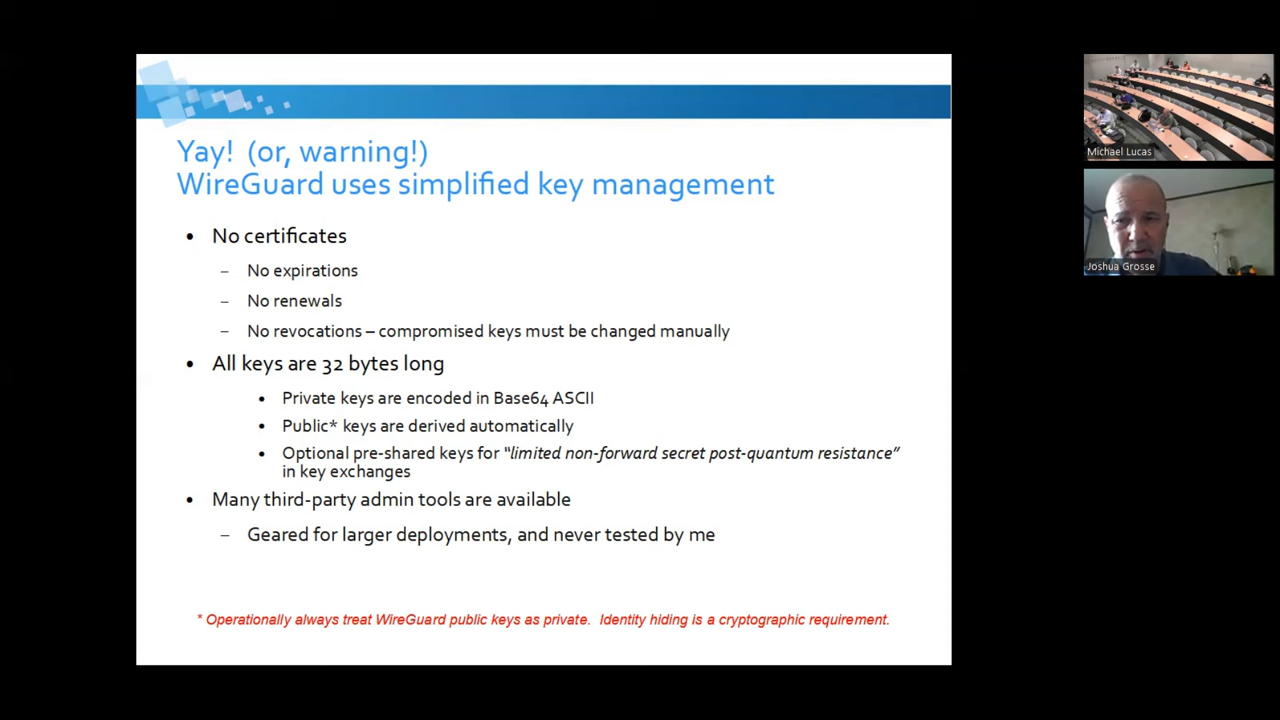 Yay! (or, warning!)
WireGuard uses simplified key management
• No certificates
– No expirations
– No renewals
– No revocations – compromised keys must be changed manually
• All keys are 32 bytes long
• Private keys are encoded in Base64 ASCII
• Public* keys are derived automatically
• Optional pre-shared keys for “limited non-forward secret post-quantum resistance”
in key exchanges
• Many third-party admin tools are available
– Geared for larger deployments, and never tested by me
* Operationally always treat WireGuard public keys as private. Identity hiding is a cryptographic requirement.
Michael Lucas
Joshua Grosse